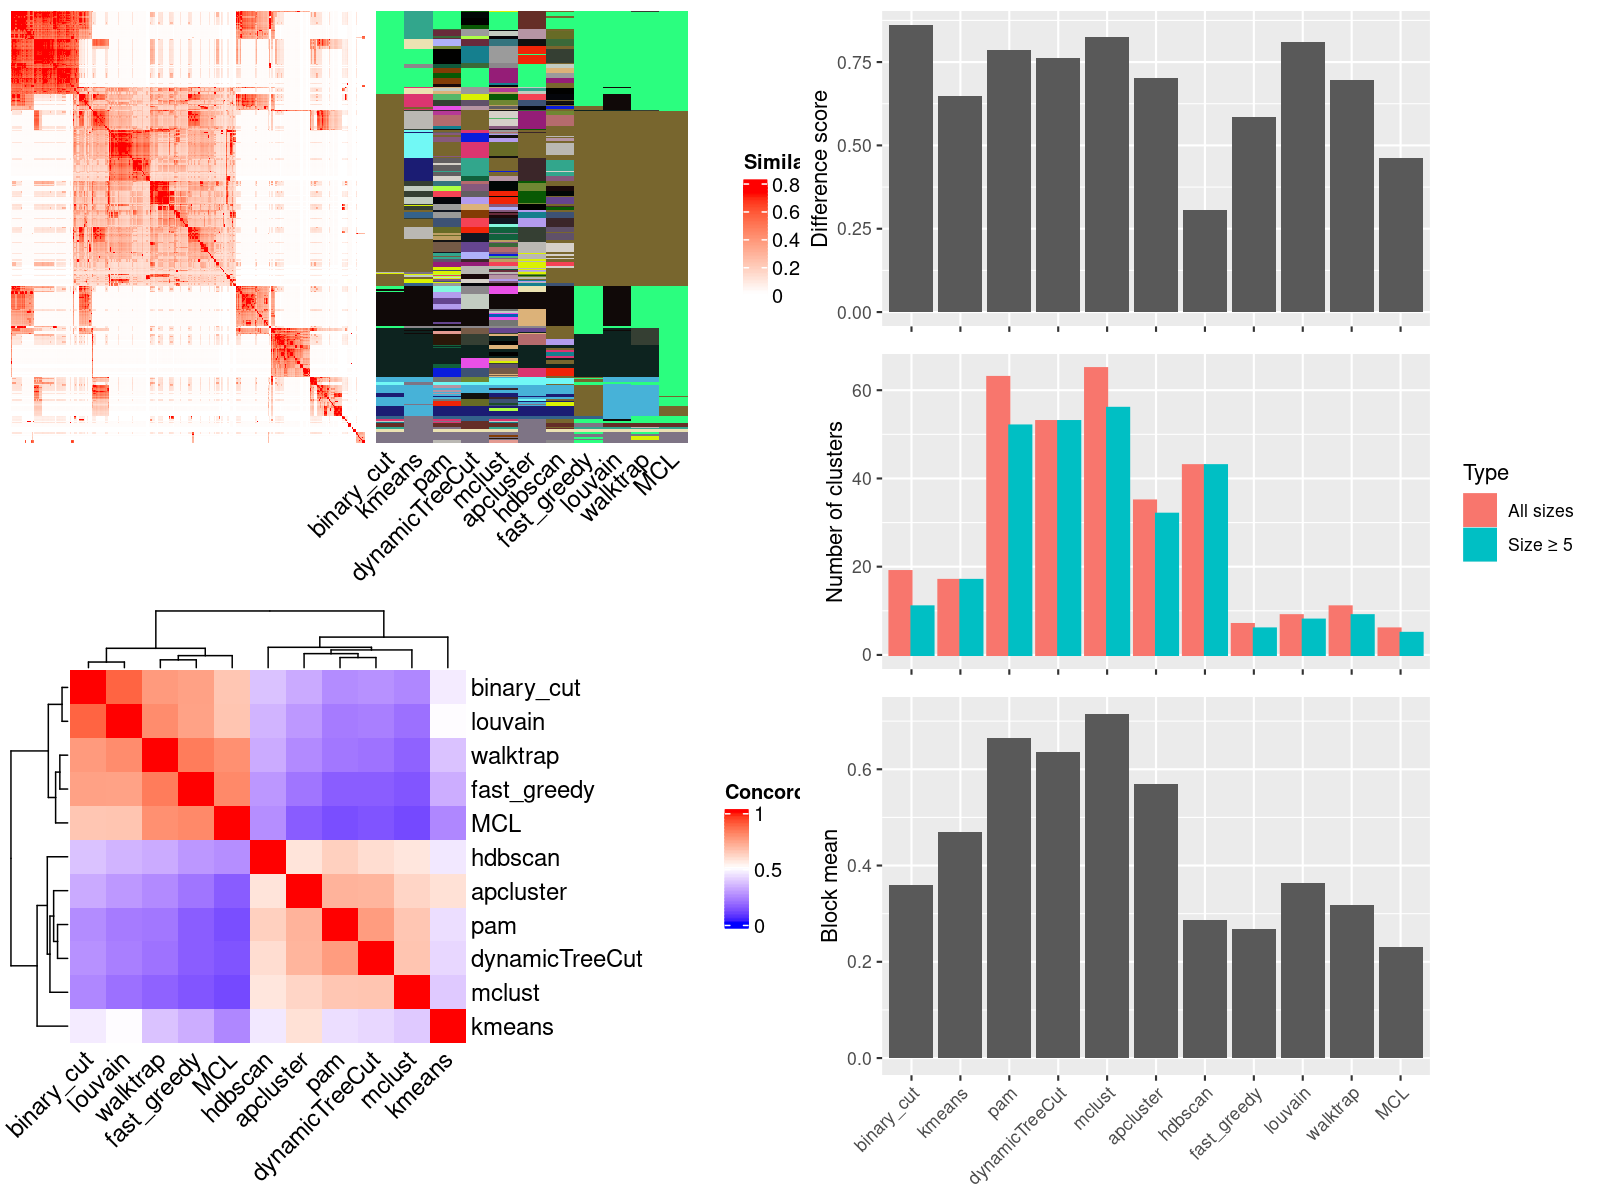 Simila
0.8
0.6
0.4
0.2
0
binary_cut
kmeans
pam
dynamicTreeCut
mclust
apcluster
hdbscan
fast_greedy
louvain
walktrap
MCL
binary_cut
louvain
walktrap
fast_greedy
MCL
hdbscan
apcluster
pam
dynamicTreeCut
mclust
kmeans
binary_cut
louvain
walktrap
fast_greedy
MCL
hdbscan
apcluster
pam
dynamicTreeCut
mclust
kmeans
Concord
1
0.5
0
Difference score
0.75
0.50
0.25
0.00
Number of clusters
60
40
20
0
Type
All sizes
Size ≥ 5
Block mean
0.6
0.4
0.2
0.0
binary_cut
kmeans
pam
dynamicTreeCut
mclust
apcluster
hdbscan
fast_greedy
louvain
walktrap
MCL